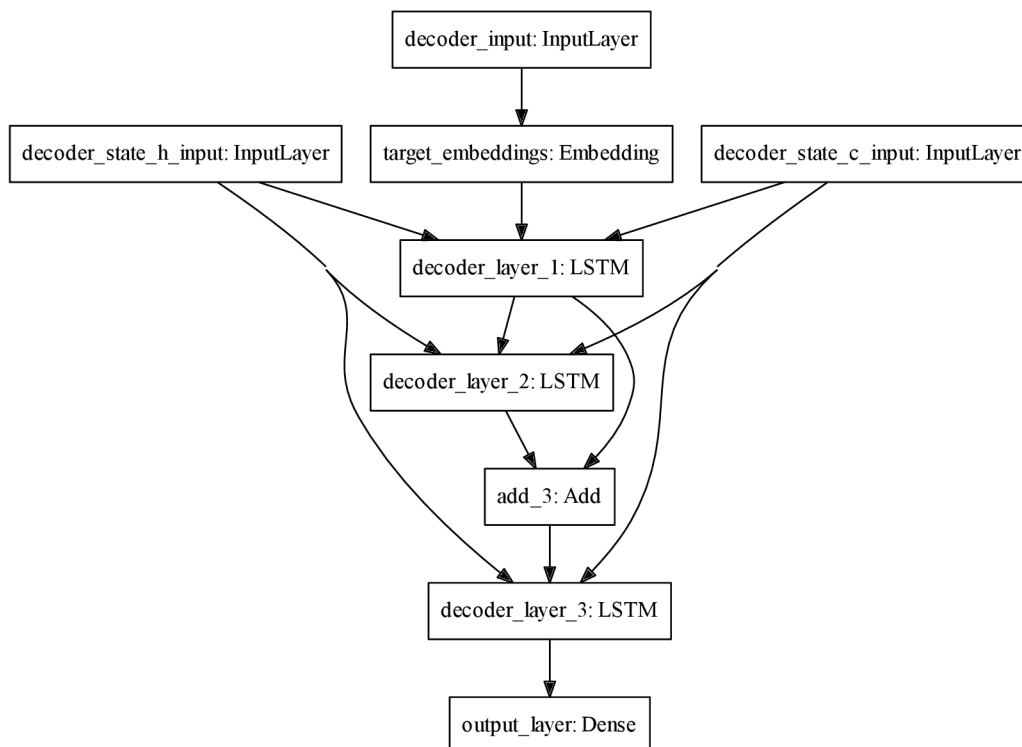 decoder_input: InputLayer
decoder_state_h_input: InputLayer
target_embeddings: Embedding
decoder_state_c_input: InputLayer
decoder_layer_1: LSTM
decoder_layer_2: LSTM
add_3: Add
decoder_layer_3: LSTM
output_layer: Dense